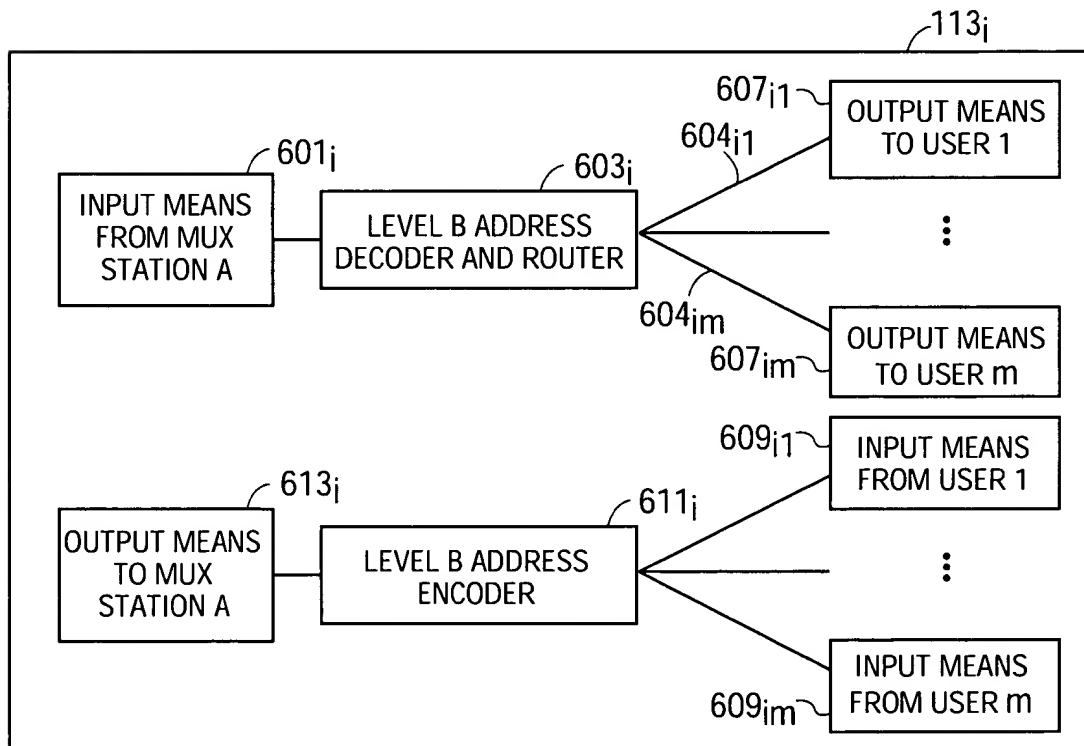 113i
601i
INPUT MEANS
FROM MUX
STATION A
603i
LEVEL B ADDRESS
DECODER AND ROUTER
604i1
604im
607i1
OUTPUT MEANS
TO USER 1
OUTPUT MEANS
TO USER m
607im
613i
OUTPUT MEANS
TO MUX
STATION A
611i
LEVEL B ADDRESS
ENCODER
609i1
INPUT MEANS
FROM USER 1
INPUT MEANS
FROM USER m
609im